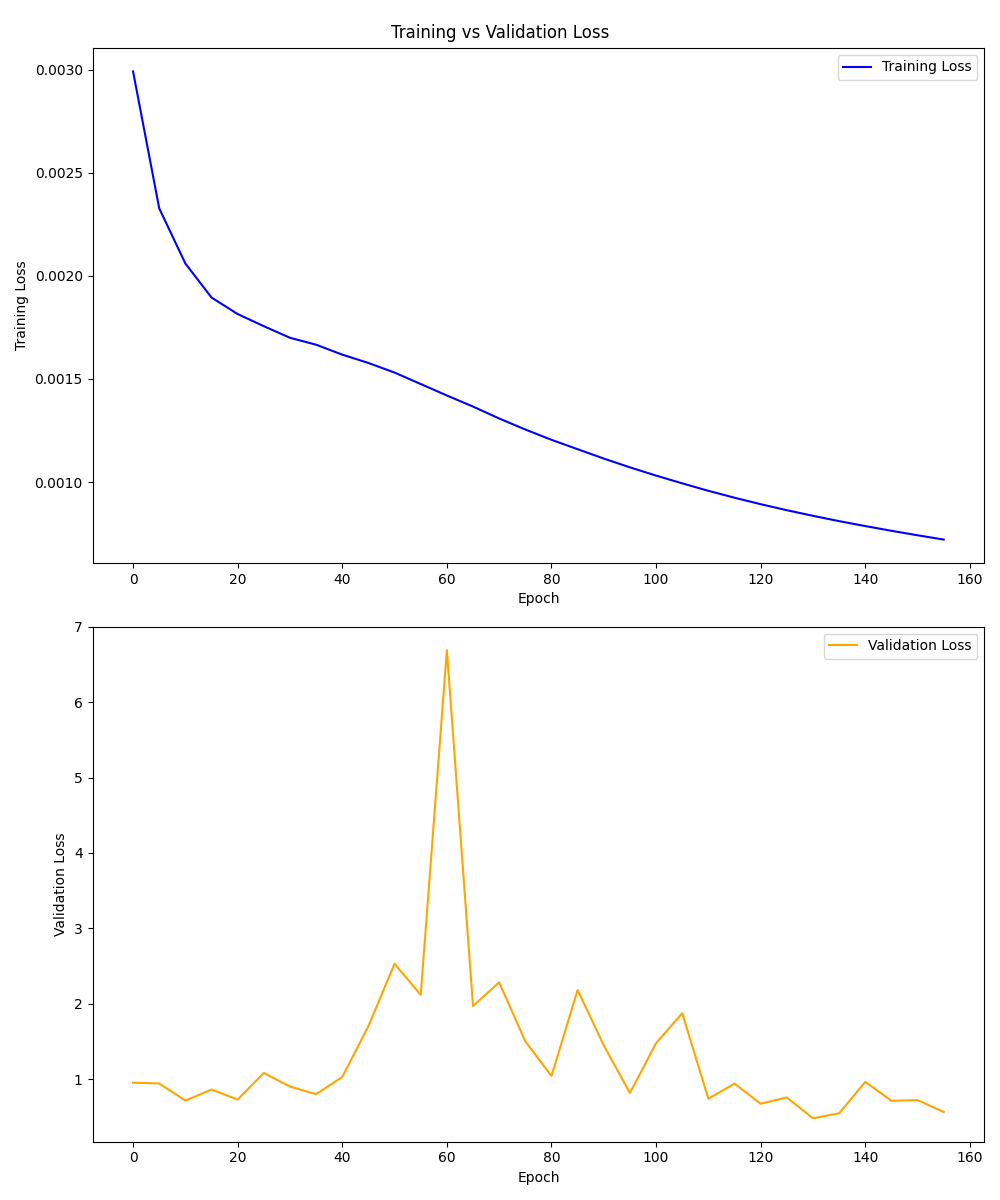 Training vs Validation Loss
Training Loss
0.0030
0.0025
0.0020
0.0015
0.0010
Training Loss
0 20 40 60 80 100 120 140 160
Epoch
Validation Loss
7
6
5
4
3
2
1
Validation Loss
0 20 40 60 80 100 120 140 160
Epoch